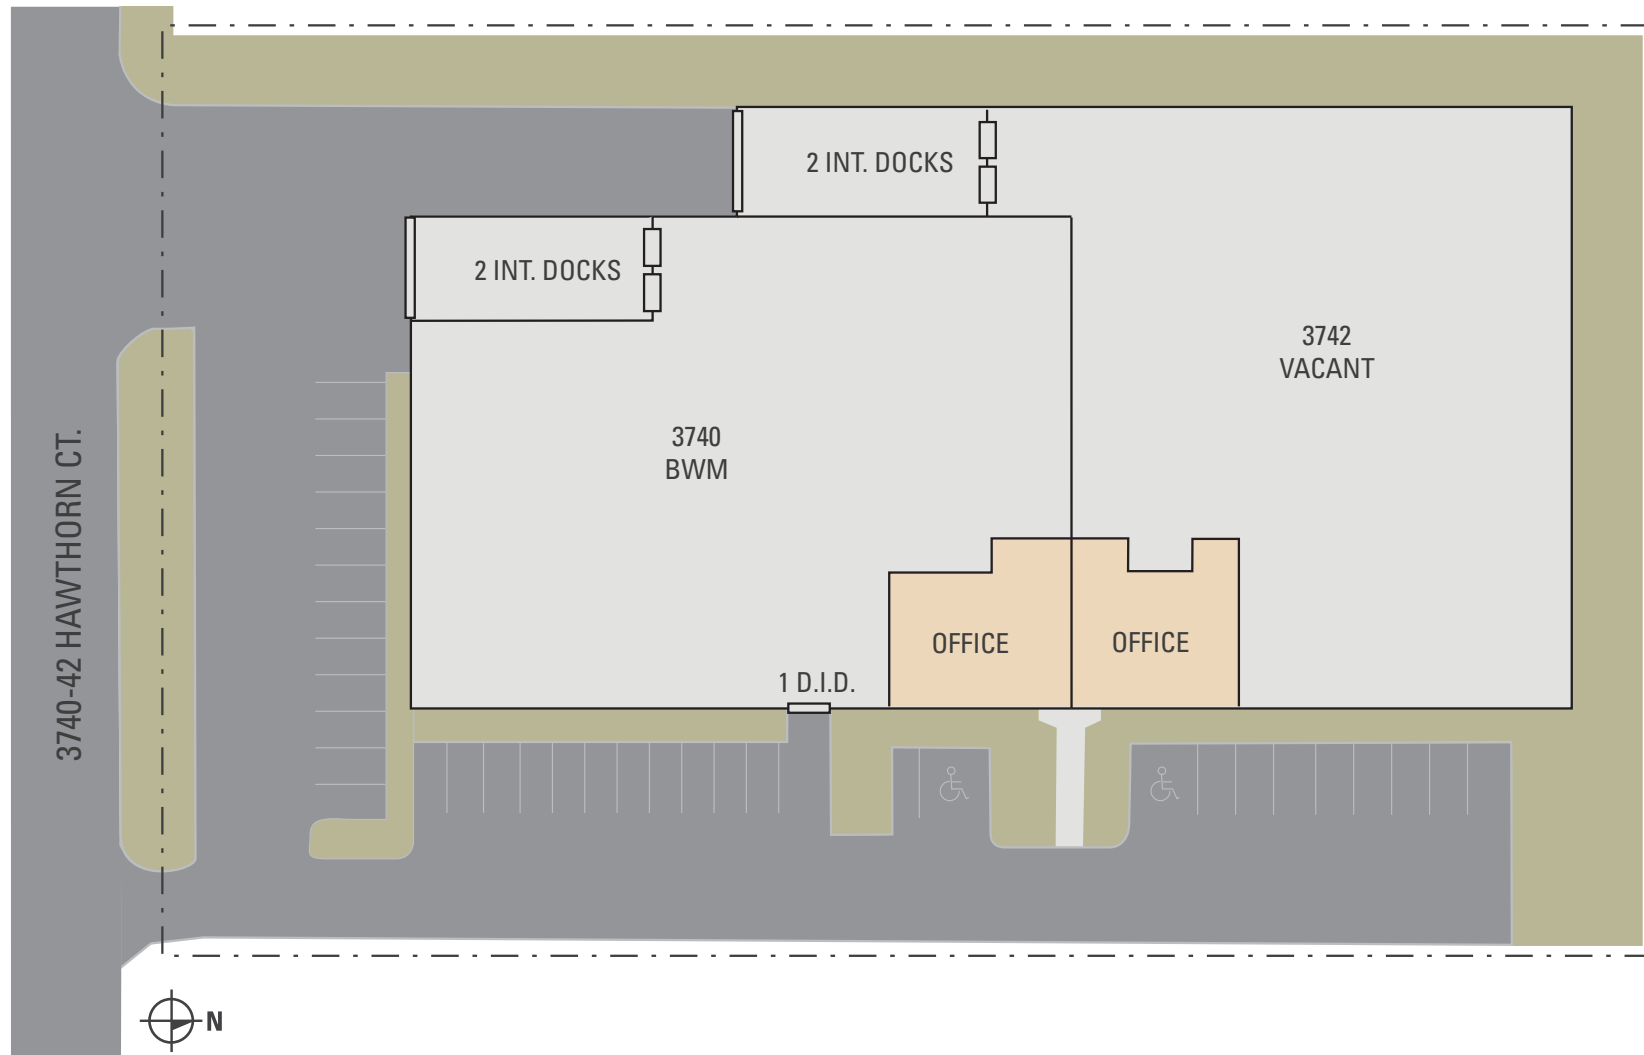 2 INT. DOCKS
2 INT. DOCKS
3742
VACANT
3740
BWM
3740-42 HAWTHORN CT.
OFFICE
OFFICE
1 D.I.D.
N